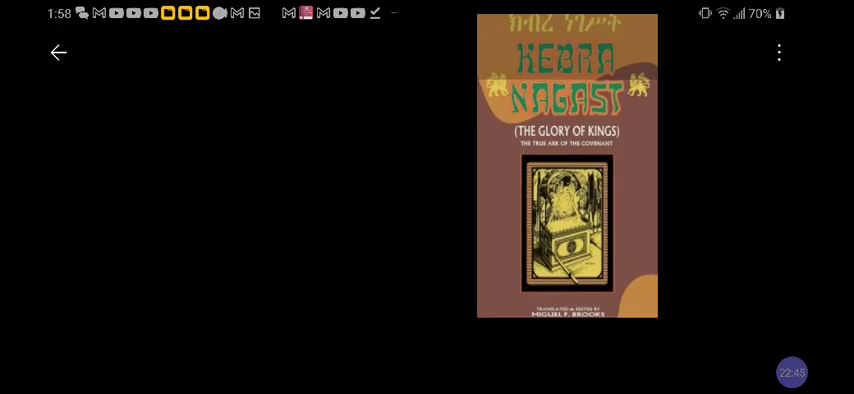 1:58
70%
ክብረ ነገሥት
KEBRA
NAGAST
(THE GLORY OF KINGS)
THE TRUE ARK OF THE COVENANT
TRANSLATED & EDITED BY
MIGUEL F. BROOKS
22:45